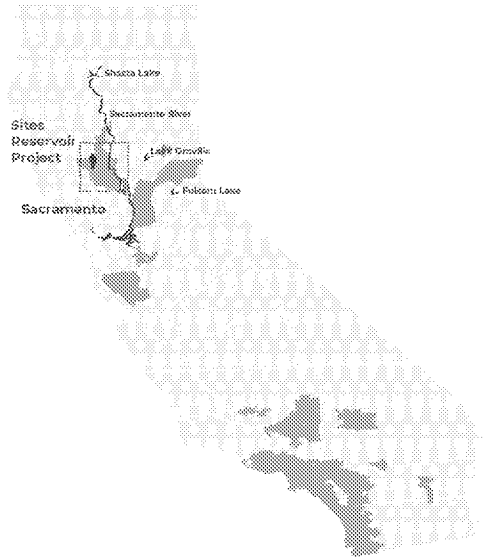 Shasta Lake
Sacramento River
Sites
Reservoir
Project
Lake Oroville
Folsom Lake
Sacramento